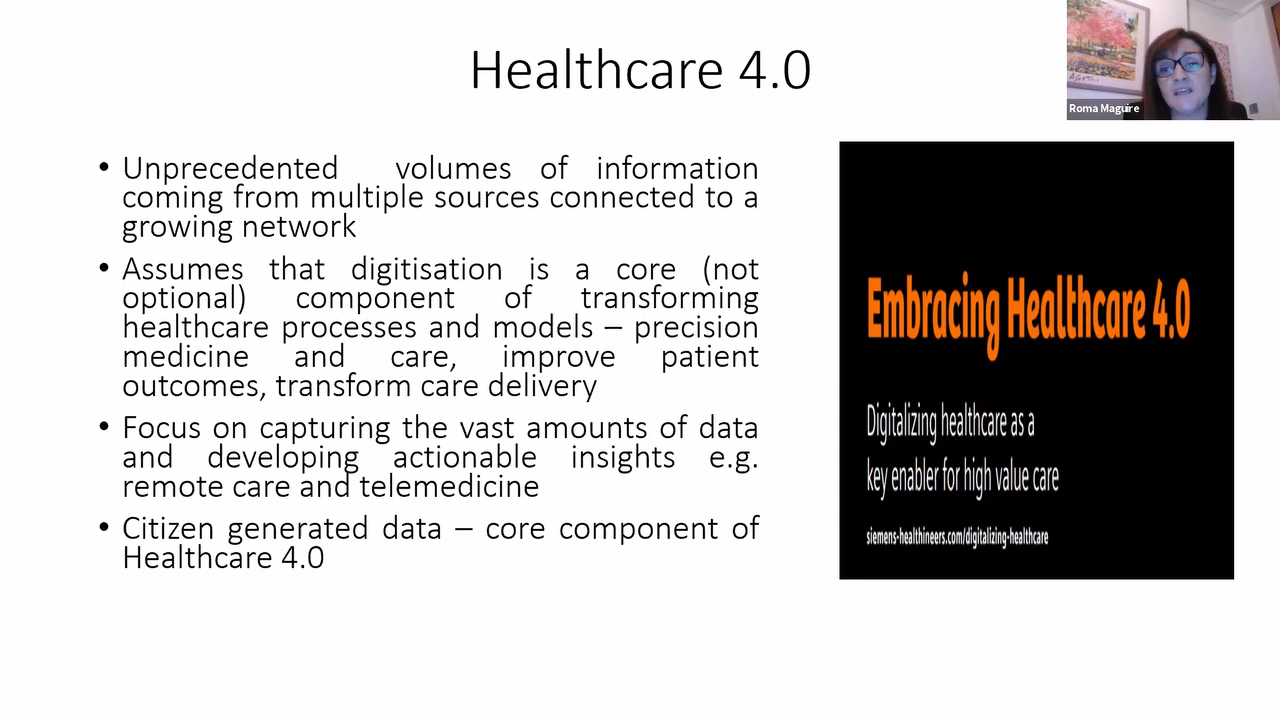 Healthcare 4.0
Roma Maguire
• Unprecedented volumes of information
coming from multiple sources connected to a
growing network
• Assumes that digitisation is a core (not
optional) component of transforming
healthcare processes and models – precision
medicine and care, improve patient
outcomes, transform care delivery
• Focus on capturing the vast amounts of data
and developing actionable insights e.g.
remote care and telemedicine
• Citizen generated data – core component of
Healthcare 4.0
Embracing Healthcare 4.0
Digitalizing healthcare as a
key enabler for high value care
siemens-healthineers.com/digitalizing-healthcare